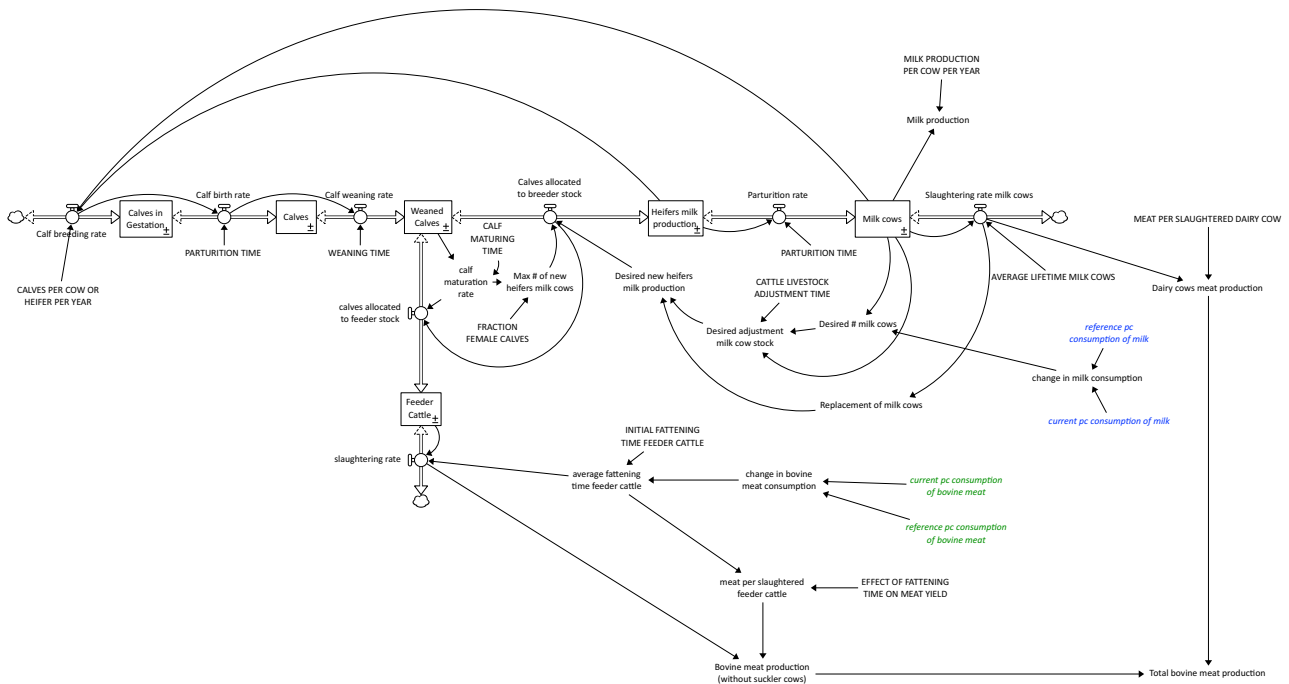 MILK PRODUCTION
PER COW PER YEAR
Milk production
Calf birth rate
Calf weaning rate
Calves allocated
to breeder stock
Parturition rate
Slaughtering rate milk cows
Calf breeding rate
Calves in
Gestation
±
Calves
±
Weaned
Calves
±
Heifers milk
production
±
Milk cows
±
MEAT PER SLAUGHTERED DAIRY COW
PARTURITION TIME
WEANING TIME
CALF
MATURING
TIME
PARTURITION TIME
CALVES PER COW OR
HEIFER PER YEAR
calf
maturation
rate
Max # of new
heifers milk cows
Desired new heifers
milk production
CATTLE LIVESTOCK
ADJUSTMENT TIME
AVERAGE LIFETIME MILK COWS
Dairy cows meat production
calves allocated
to feeder stock
FRACTION
FEMALE CALVES
Desired adjustment
milk cow stock
Desired # milk cows
reference pc
consumption of milk
change in milk consumption
current pc consumption of milk
Feeder
Cattle
±
Replacement of milk cows
INITIAL FATTENING
TIME FEEDER CATTLE
slaughtering rate
average fattening
time feeder cattle
change in bovine
meat consumption
current pc consumption
of bovine meat
reference pc consumption
of bovine meat
meat per slaughtered
feeder cattle
EFFECT OF FATTENING
TIME ON MEAT YIELD
Bovine meat production
(without suckler cows)
Total bovine meat production